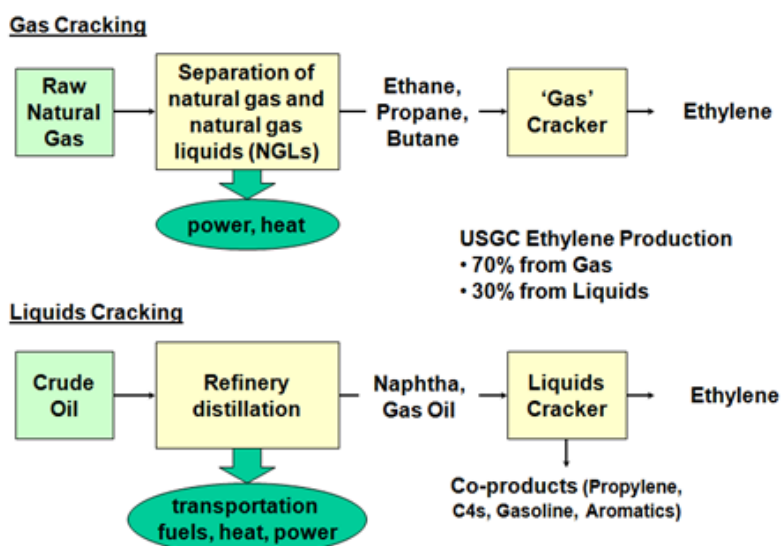 Gas Cracking
Raw
Natural
Gas
Separation of
natural gas and
natural gas
liquids (NGLs)
Ethane,
Propane,
Butane
‘Gas’
Cracker
Ethylene
power, heat
USGC Ethylene Production
• 70% from Gas
• 30% from Liquids
Liquids Cracking
Crude
Oil
Refinery
distillation
Naphtha,
Gas Oil
Liquids
Cracker
Ethylene
transportation
fuels, heat, power
Co-products (Propylene,
C4s, Gasoline, Aromatics)